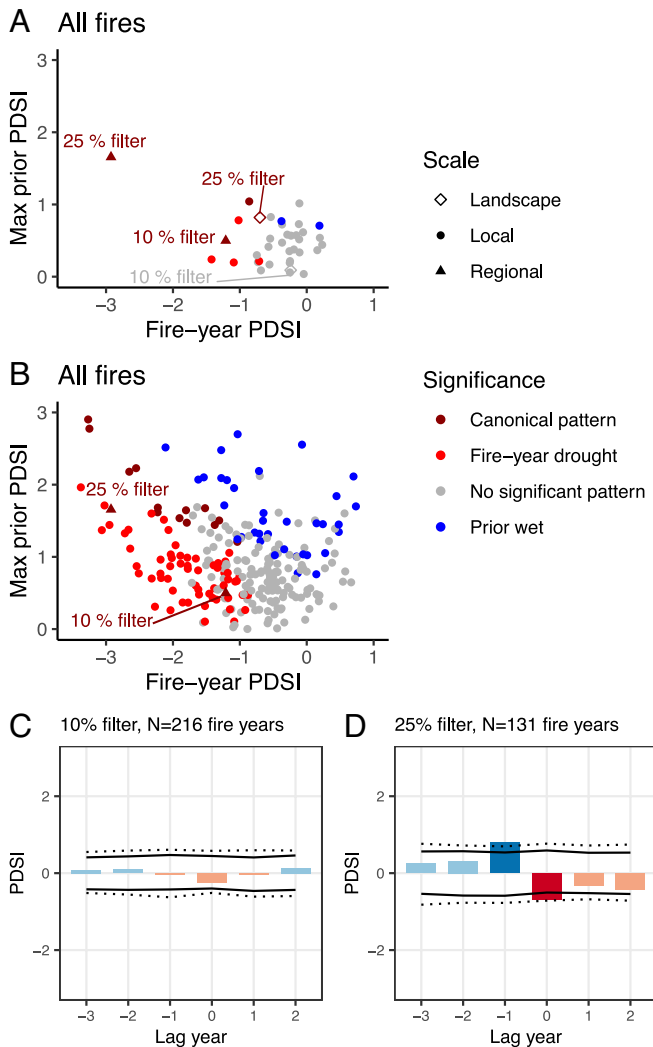 A All fires
3
2
1
0
Max prior PDSI
25 % filter
25 % filter
10 % filter
10 % filter
−3 −2 −1 0 1
Fire−year PDSI
Scale
Landscape
Local
Regional
B All fires
3
2
1
0
Max prior PDSI
25 % filter
10 % filter
−3 −2 −1 0 1
Fire−year PDSI
Significance
Canonical pattern
Fire−year drought
No significant pattern
Prior wet
C 10% filter, N=216 fire years
2
0
−2
PDSI
−3 −2 −1 0 1 2
Lag year
D 25% filter, N=131 fire years
2
0
−2
PDSI
−3 −2 −1 0 1 2
Lag year